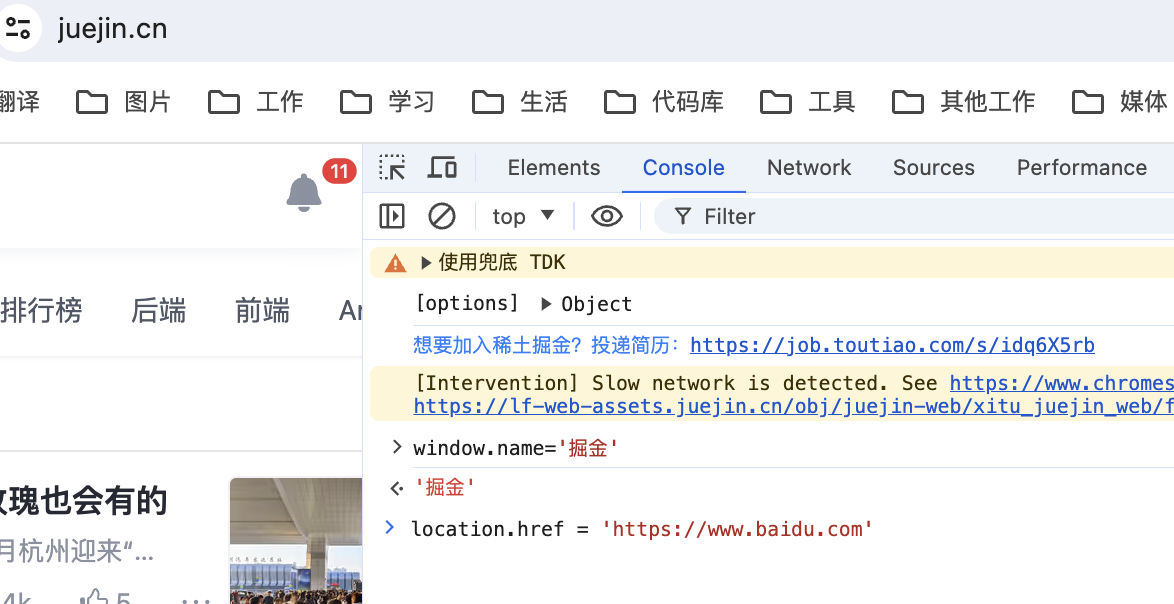 juejin.cn
翻译 图片 工作 学习 生活 代码库 工具 其他工作 媒体
11
Elements Console Network Sources Performance
top Filter
使用兜底 TDK
[options] Object
想要加入稀土掘金？投递简历：https://job.toutiao.com/s/idq6X5rb
[Intervention] Slow network is detected. See https://www.chromes
https://lf-web-assets.juejin.cn/obj/juejin-web/xitu_juejin_web/f
window.name='掘金'
'掘金'
location.href = 'https://www.baidu.com'
排行榜 后端 前端 An
玫瑰也会有的
月杭州迎来“...
4k 5 ...